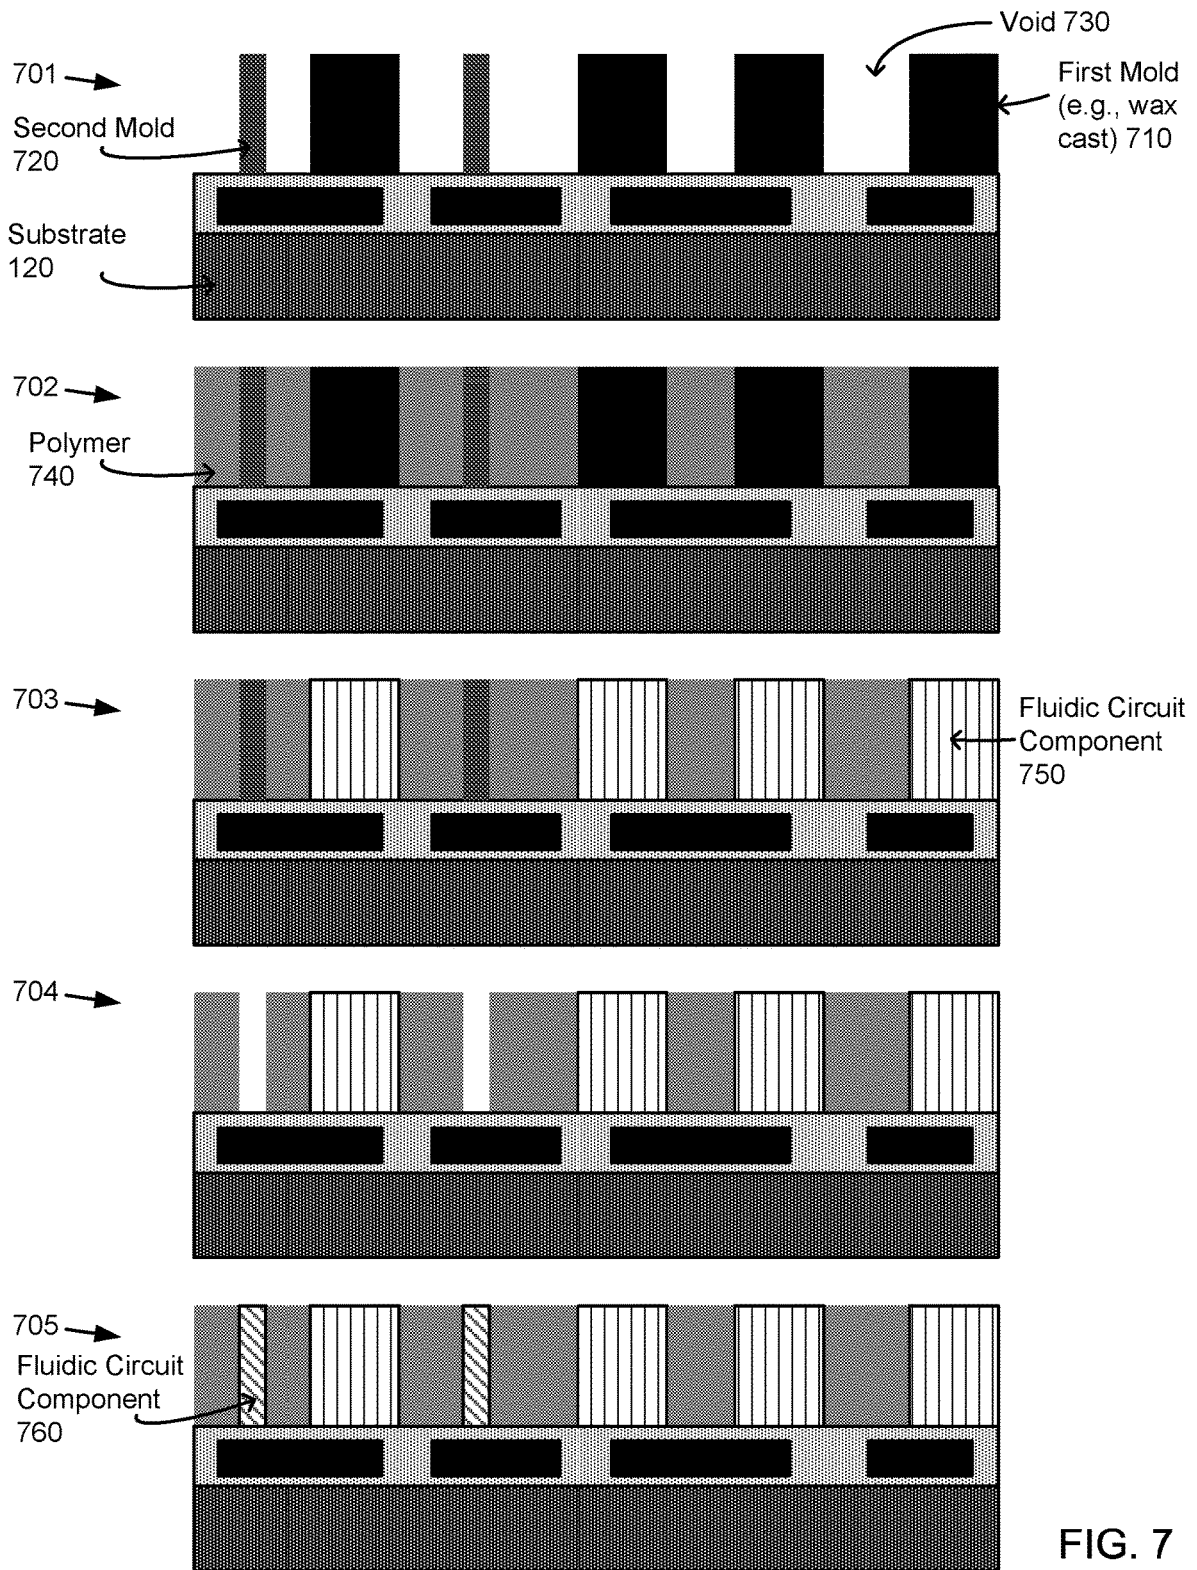 Void 730
701
First Mold
(e.g., wax
cast) 710
Second Mold
720
Substrate
120
702
Polymer
740
703
Fluidic Circuit
Component
750
704
705
Fluidic Circuit
Component
760
FIG. 7